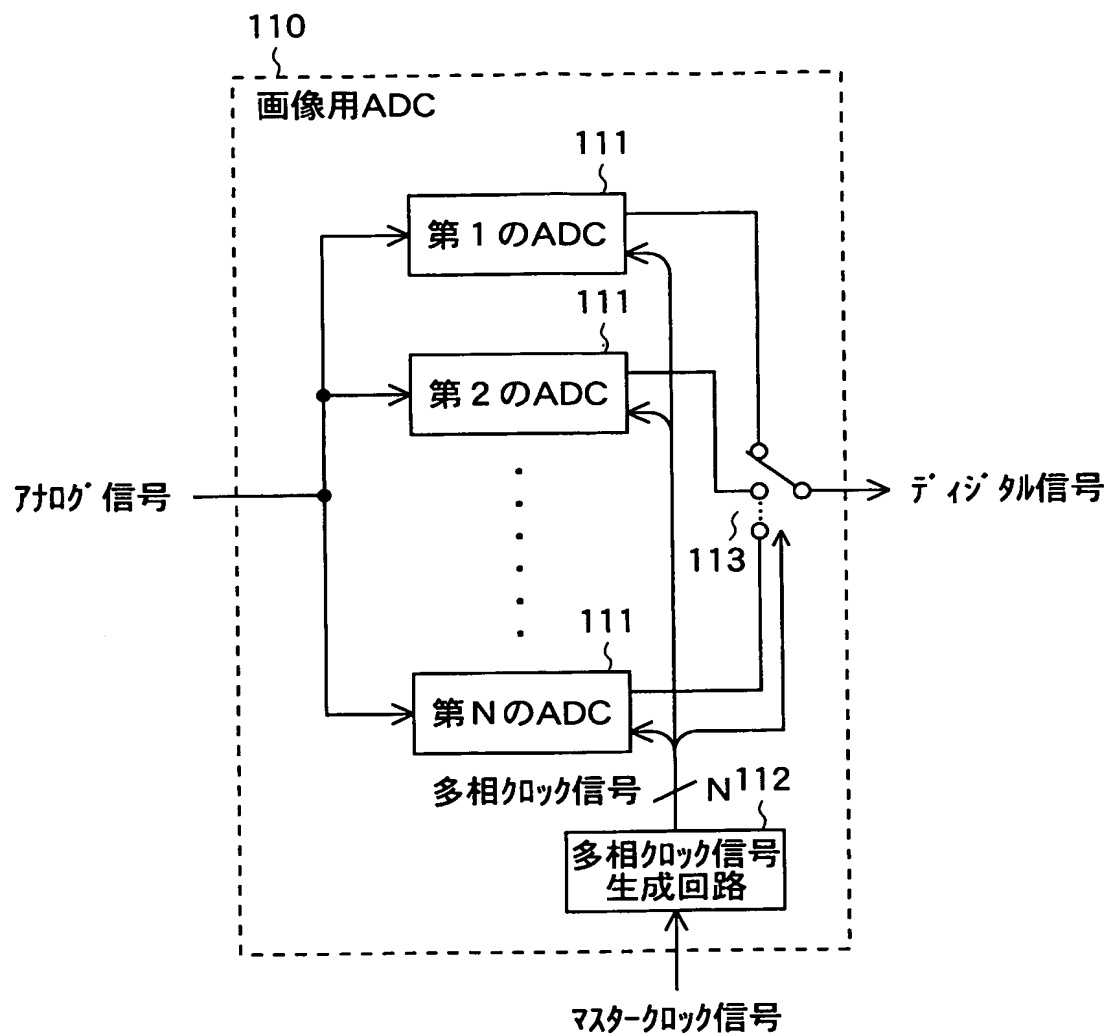 110
画像用ADC
111
第1のADC
111
第2のADC
アナログ信号
ディジタル信号
113
111
第NのADC
多相クロック信号
N
112
多相クロック信号
生成回路
マスタークロック信号